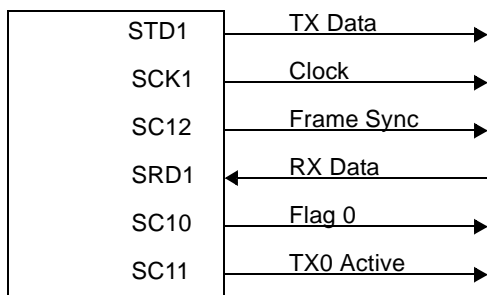 STD1 TX Data
SCK1 Clock
SC12 Frame Sync
SRD1 RX Data
SC10 Flag 0
SC11 TX0 Active